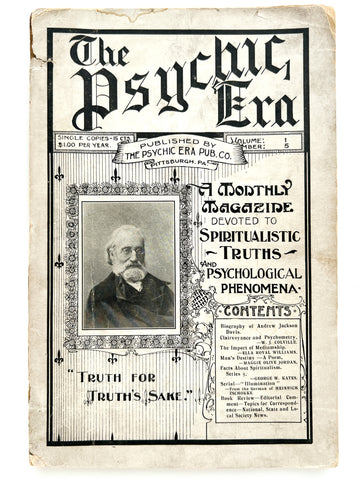 The
Psychic
Era
SINGLE COPIES-15 CTS.
$1.00 PER YEAR.
PUBLISHED BY
THE PSYCHIC ERA PUB. CO.
PITTSBURGH, PA.
VOLUME: 1
NUMBER: 5
A MONTHLY
MAGAZINE
DEVOTED TO
SPIRITUALISTIC
TRUTHS
AND
PSYCHOLOGICAL
PHENOMENA.
CONTENTS
Biography of Andrew Jackson
Davis.
Clairvoyance and Psychometry.
—W. J. COLVILLE.
The Import of Mediumship.
—ELLA ROYAL WILLIAMS.
Man's Destiny—A Poem.
—MAGGIE OLIVE JORDAN.
Facts About Spiritualism.
Series 5.
—GEORGE W. KATES.
Serial—"Illumination"
—From the German of HEINRICH
ZSCHOKKE.
Book Review—Editorial Com-
ment—Topics for Correspond-
ence—National, State and Lo-
cal Society News.
"TRUTH FOR
TRUTH'S SAKE."